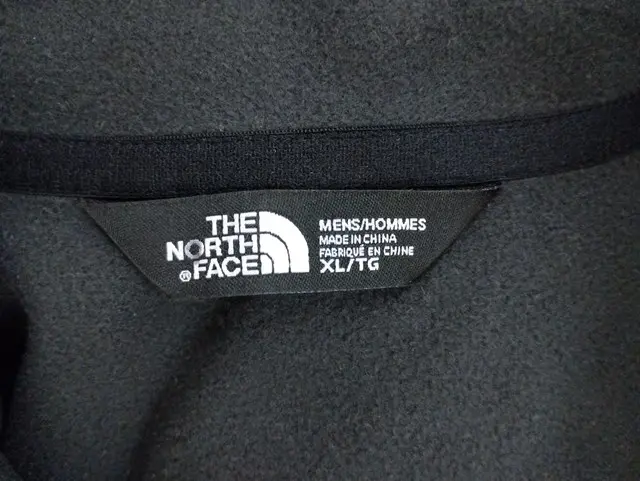 THE
NORTH
FACE
®
MENS/HOMMES
MADE IN CHINA
FABRIQUÉ EN CHINE
XL/TG